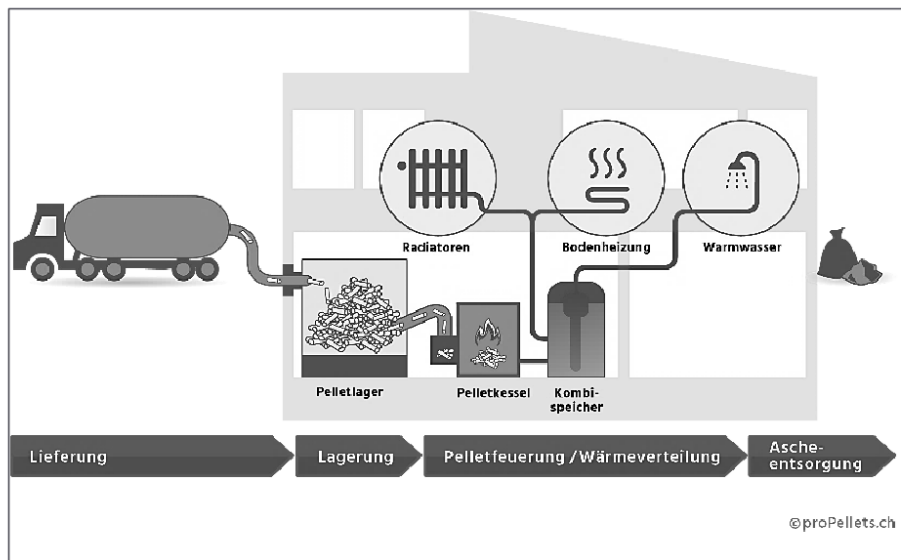 Radiatoren
Bodenheizung
Warmwasser
Pelletlager
Pelletkessel
Kombi-
speicher
Lieferung
Lagerung
Pelletfeuerung / Wärmeverteilung
Asche-
entsorgung
©proPellets.ch